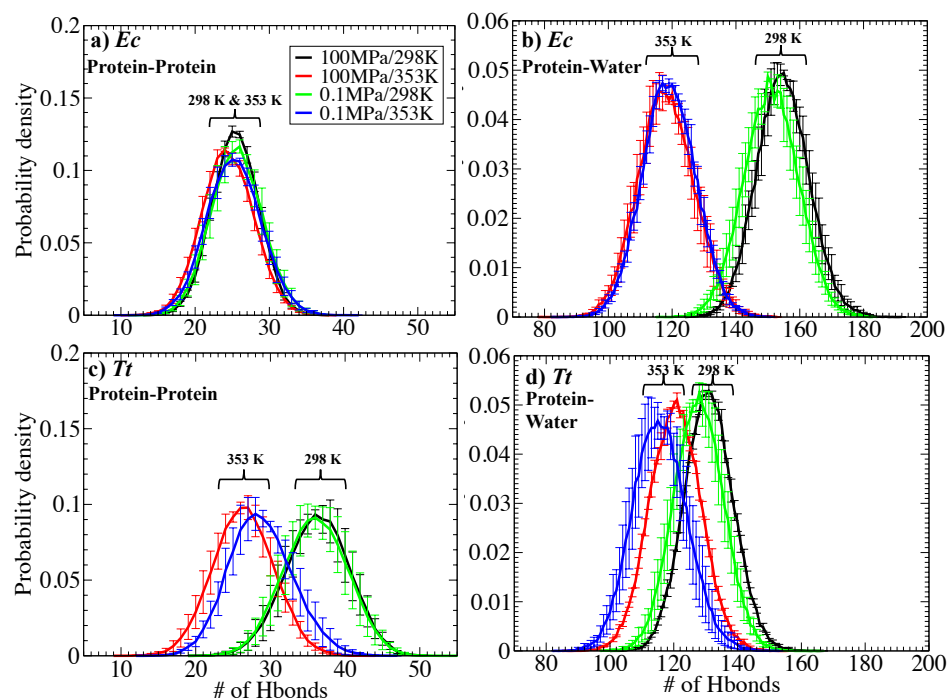 a) Ec
Protein-Protein
298 K & 353 K
100MPa/298K
100MPa/353K
0.1MPa/298K
0.1MPa/353K
Probability density
0.2
0.15
0.1
0.05
0
10 20 30 40 50
b) Ec
Protein-Water
353 K
298 K
0.06
0.05
0.04
0.03
0.02
0.01
0
100 120 140 160 180 200
c) Tt
Protein-Protein
353 K
298 K
Probability density
0.2
0.15
0.1
0.05
0
10 20 30 40 50
# of Hbonds
d) Tt
Protein-
Water
353 K
298 K
0.06
0.05
0.04
0.03
0.02
0.01
0
80 100 120 140 160 180 200
# of Hbonds